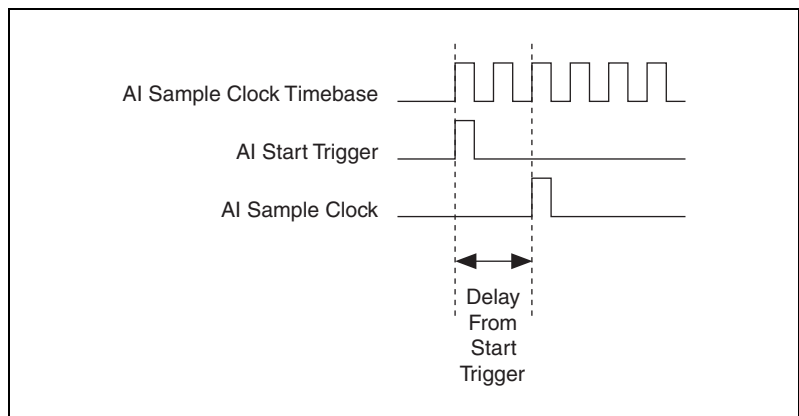 AI Sample Clock Timebase
AI Start Trigger
AI Sample Clock
Delay
From
Start
Trigger